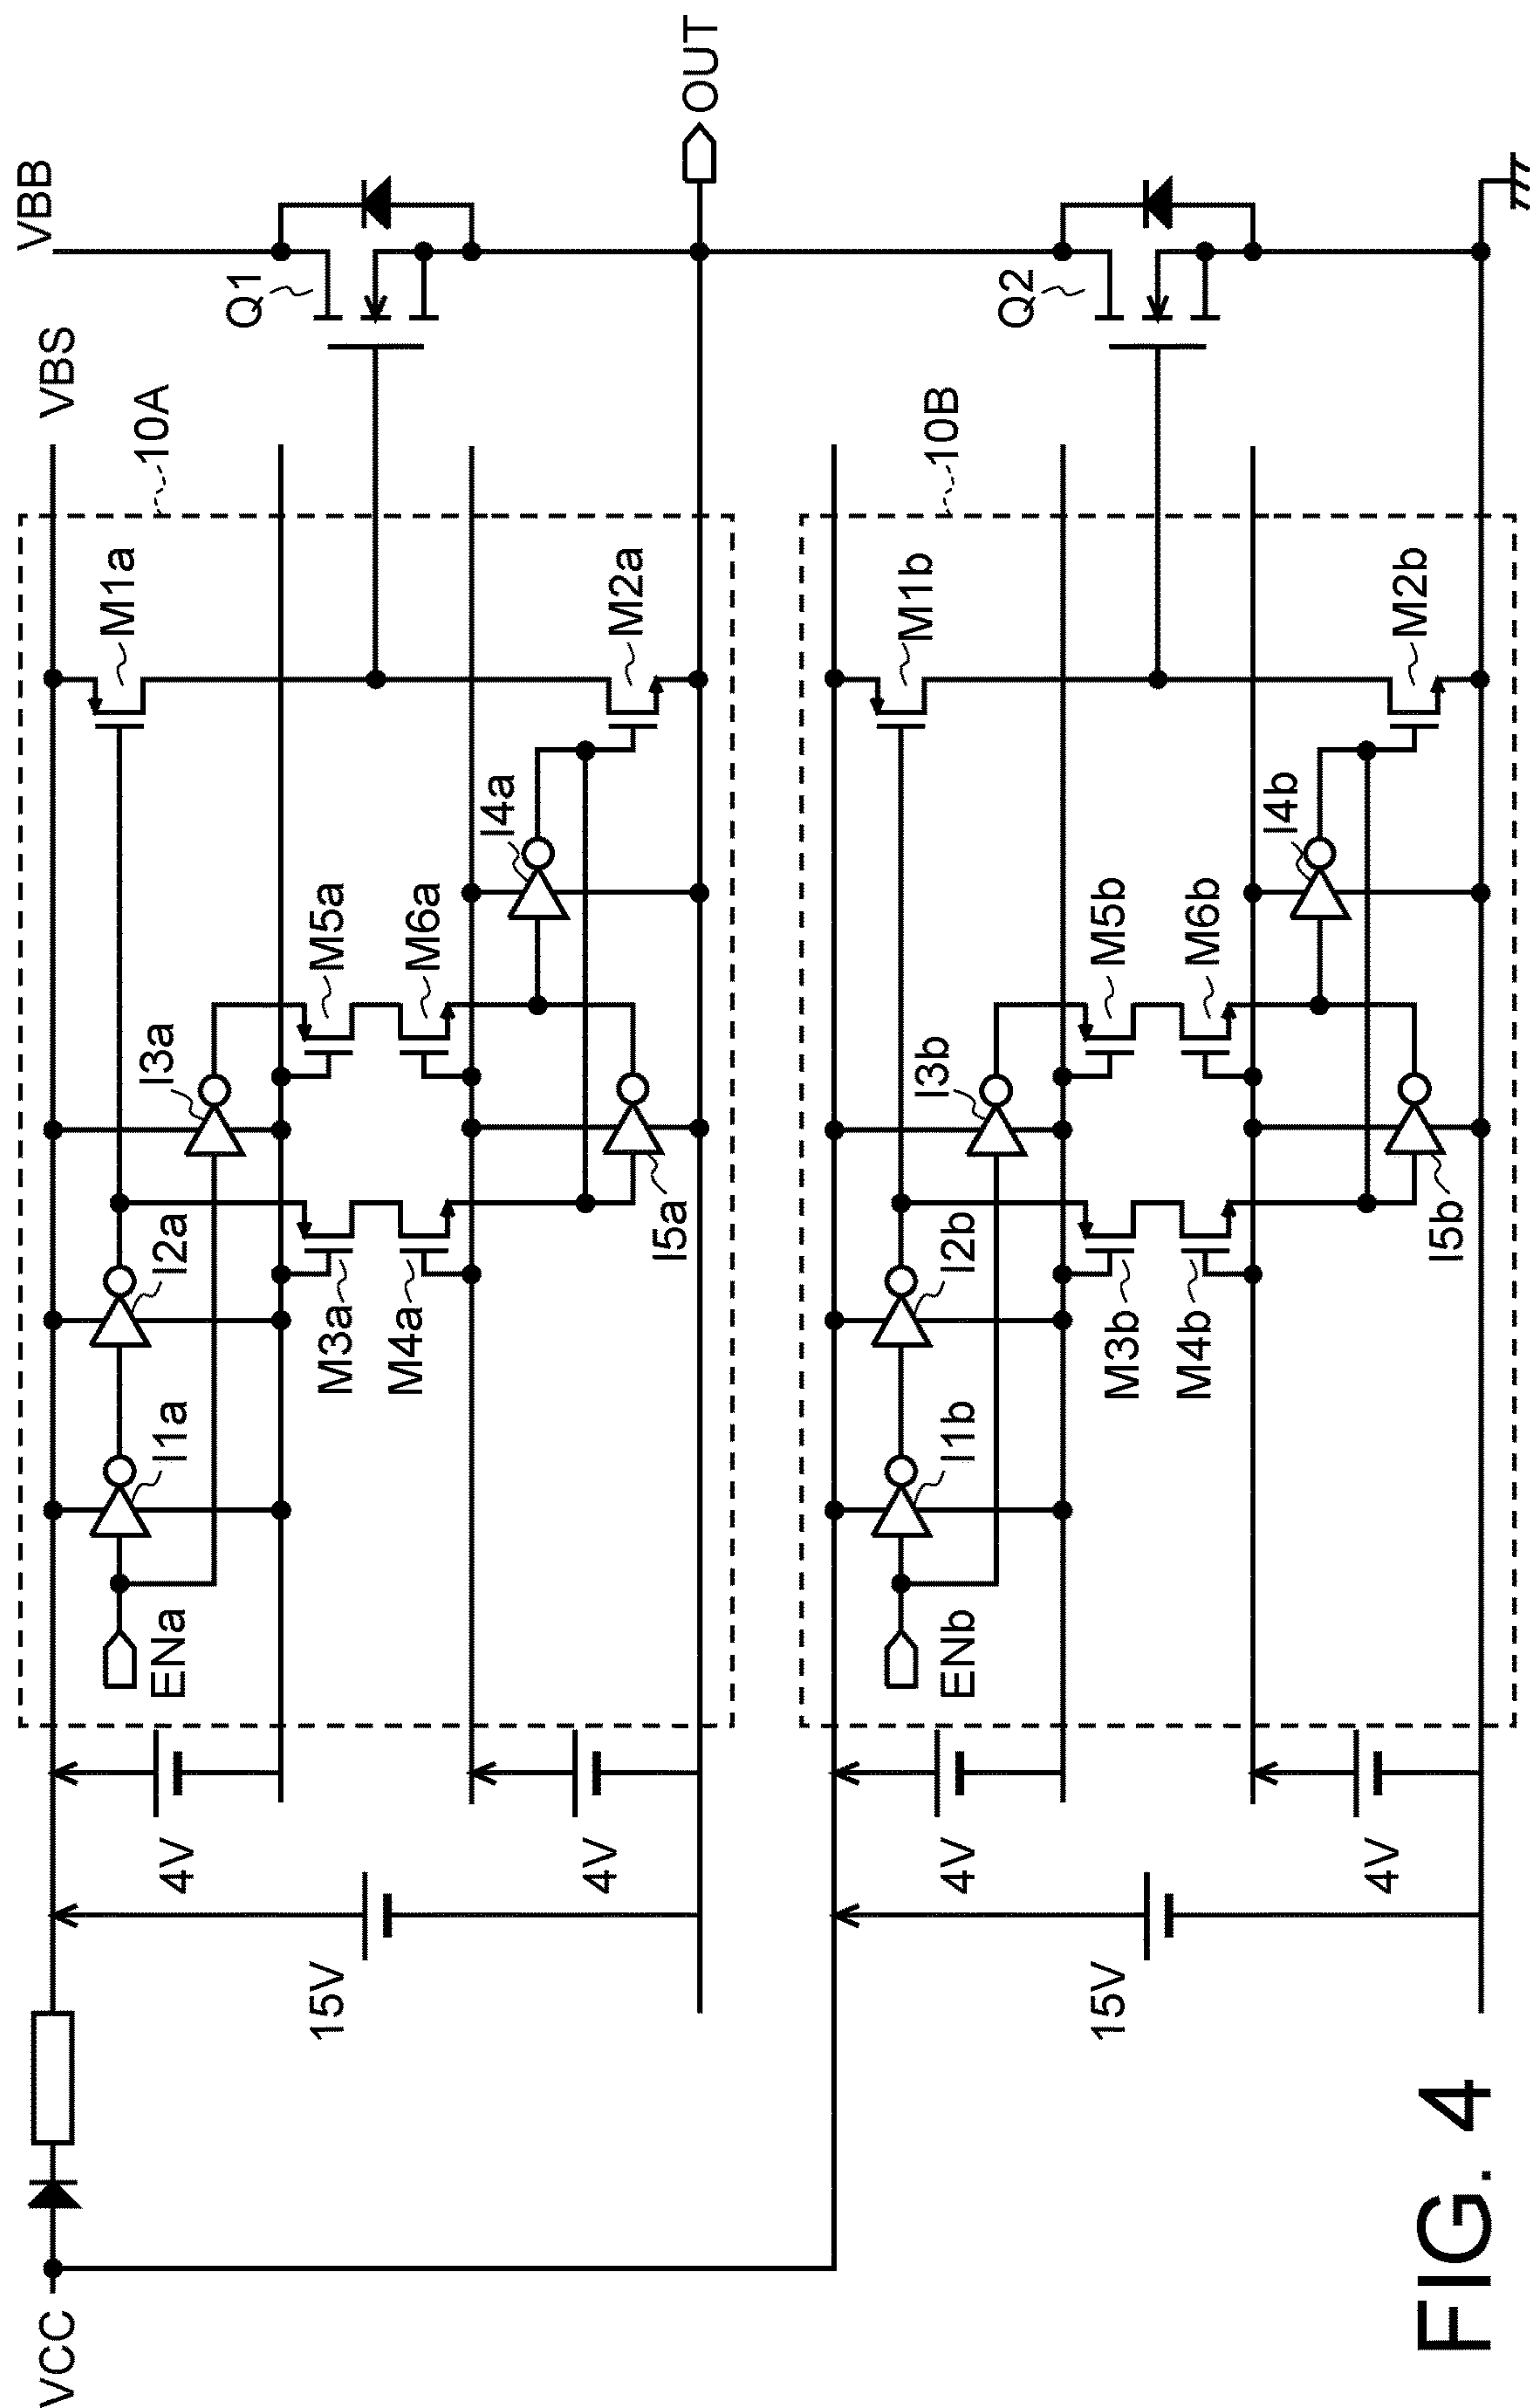 VCC
VBS
VBB
15V
4V
4V
ENa
I1a
I2a
I3a
M3a
M4a
M5a
M6a
I5a
I4a
M1a
M2a
10A
Q1
OUT
15V
4V
4V
ENb
I1b
I2b
I3b
M3b
M4b
M5b
M6b
I5b
I4b
M1b
M2b
10B
Q2
FIG. 4